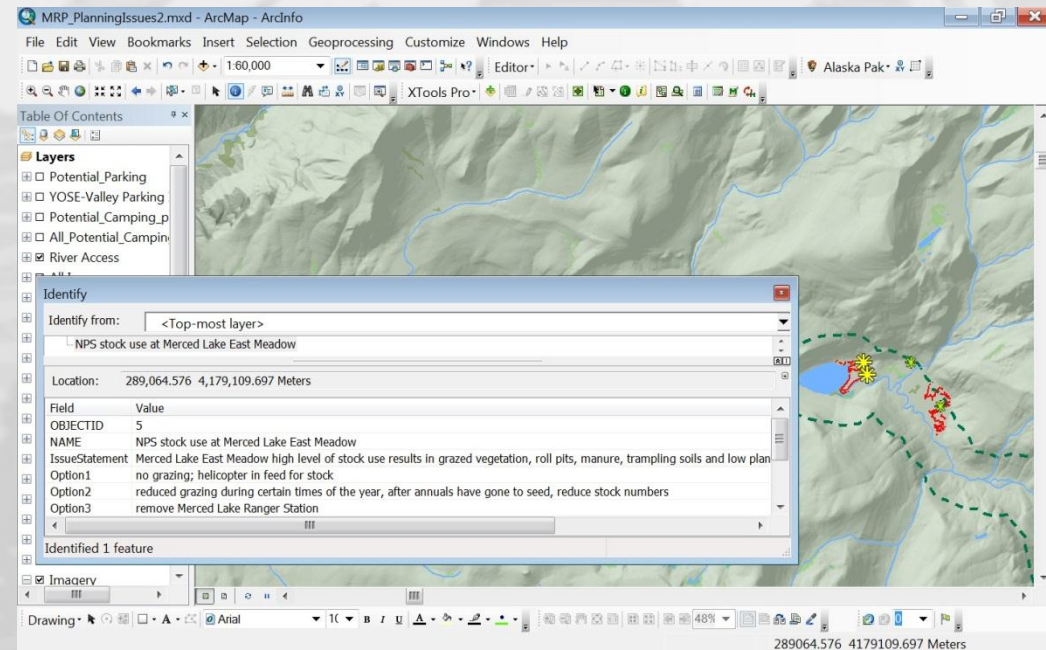 MRP_PlanningIssues2.mxd - ArcMap - ArcInfo
File Edit View Bookmarks Insert Selection Geoprocessing Customize Windows Help
1:60,000 Editor Alaska Pak
XTools Pro
Table Of Contents
Layers
Potential_Parking
YOSE-Valley Parking
Potential_Camping_p
All_Potential_Camping
River Access
Identify
Identify from: <Top-most layer>
NPS stock use at Merced Lake East Meadow
Location: 289,064.576 4,179,109.697 Meters
Field Value
OBJECTID 5
NAME NPS stock use at Merced Lake East Meadow
IssueStatement Merced Lake East Meadow high level of stock use results in grazed vegetation, roll pits, manure, trampling soils and low plan
Option1 no grazing; helicopter in feed for stock
Option2 reduced grazing during certain times of the year, after annuals have gone to seed, reduce stock numbers
Option3 remove Merced Lake Ranger Station
Identified 1 feature
Imagery
Drawing A Arial B I U A 48%
289064.576 4179109.697 Meters